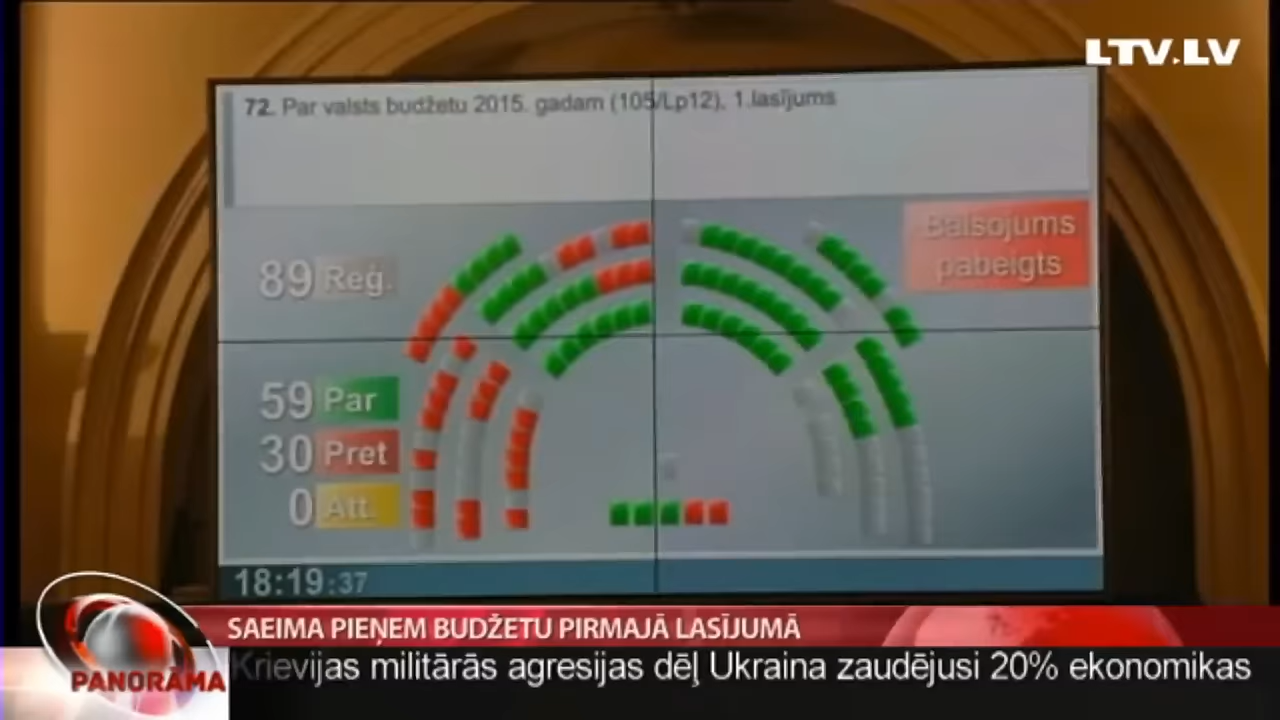 LTV.LV
72. Par valsts budžetu 2015. gadam (105/Lp12), 1.lasījums
Balsojums
pabeigts
89 Reģ.
59 Par
30 Pret
0 Att.
18:19:37
SAEIMA PIEŅEM BUDŽETU PIRMAJĀ LASĪJUMĀ
PANORĀMA
Krievijas militārās agresijas dēļ Ukraina zaudējusi 20% ekonomikas